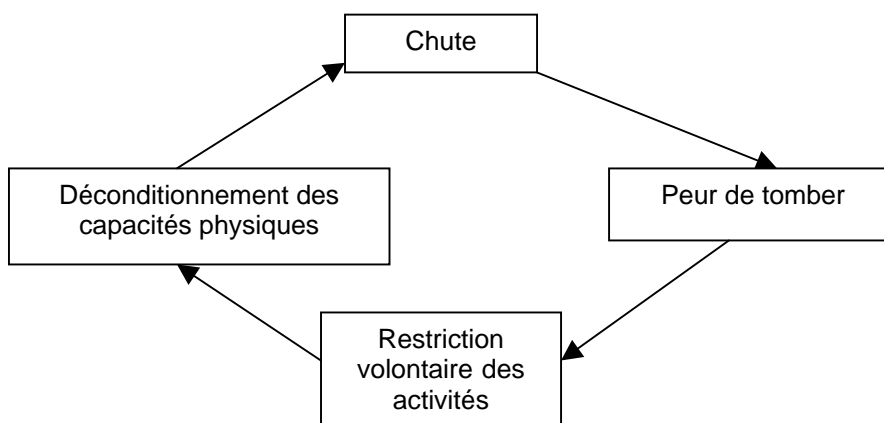 Chute
Déconditionnement des
capacités physiques
Peur de tomber
Restriction
volontaire des
activités